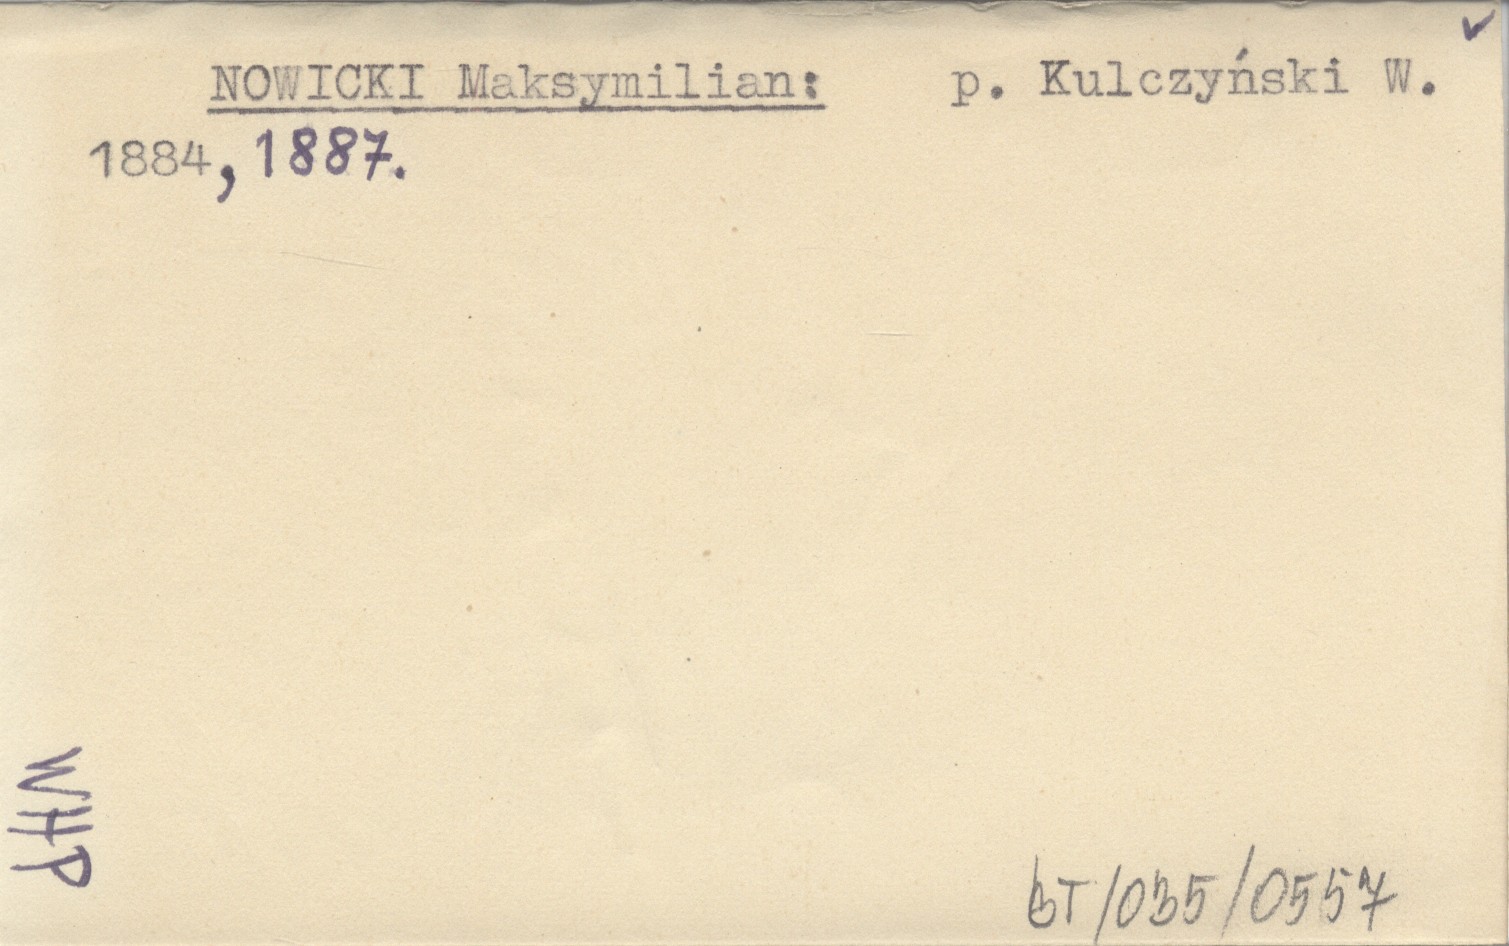 NOWICKI Maksymilian: p. Kulczyński W.
1884, 1887.
WHP
BT/035/0557